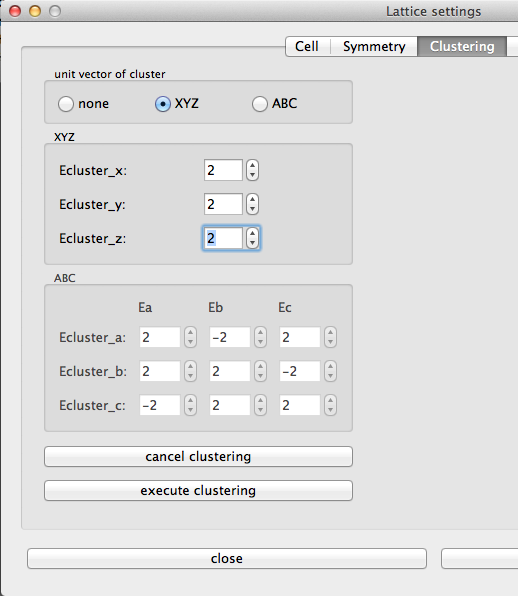 Lattice settings
Cell Symmetry Clustering
unit vector of cluster
none XYZ ABC
XYZ
Ecluster_x: 2
Ecluster_y: 2
Ecluster_z: 2
ABC
Ea Eb Ec
Ecluster_a: 2 −2 2
Ecluster_b: 2 2 −2
Ecluster_c: −2 2 2
cancel clustering
execute clustering
close